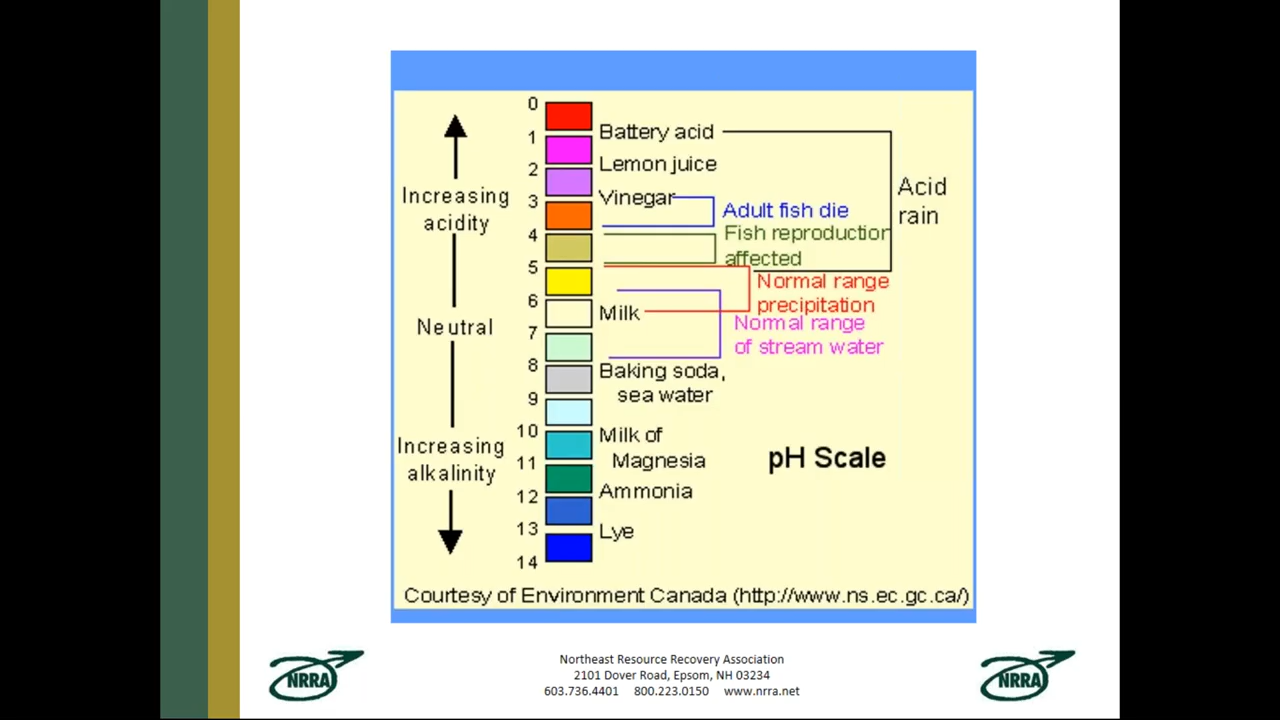 0
Battery acid
1
Lemon juice
2
Vinegar
3
Adult fish die
Fish reproduction
affected
4
5
Acid
rain
Normal range
precipitation
6
Milk
Normal range
of stream water
7
8
Baking soda,
sea water
9
10
Milk of
Magnesia
11
Ammonia
12
13
Lye
14
Increasing
acidity
Neutral
Increasing
alkalinity
pH Scale
Courtesy of Environment Canada (http://www.ns.ec.gc.ca/)
NRRA
Northeast Resource Recovery Association
2101 Dover Road, Epsom, NH 03234
603.736.4401 800.223.0150 www.nrra.net
NRRA